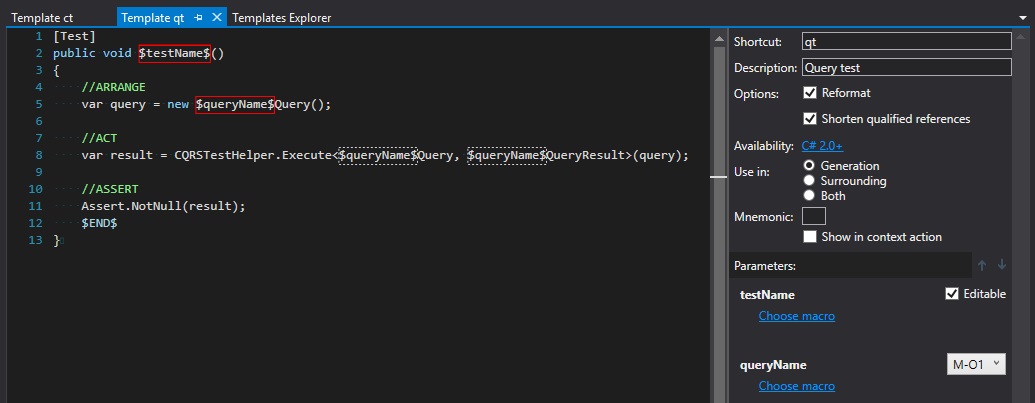 Template ct
Template qt
Templates Explorer
1 [Test]
2 public void $testName$()
3 {
4 //ARRANGE
5 var query = new $queryName$Query();
6
7 //ACT
8 var result = CQRSTestHelper.Execute<$queryName$Query, $queryName$QueryResult>(query);
9
10 //ASSERT
11 Assert.NotNull(result);
12 $END$
13 }
Shortcut: qt
Description: Query test
Options: Reformat
Shorten qualified references
Availability: C# 2.0+
Use in: Generation
Surrounding
Both
Mnemonic:
Show in context action
Parameters:
testName Editable
Choose macro
queryName M-O1
Choose macro